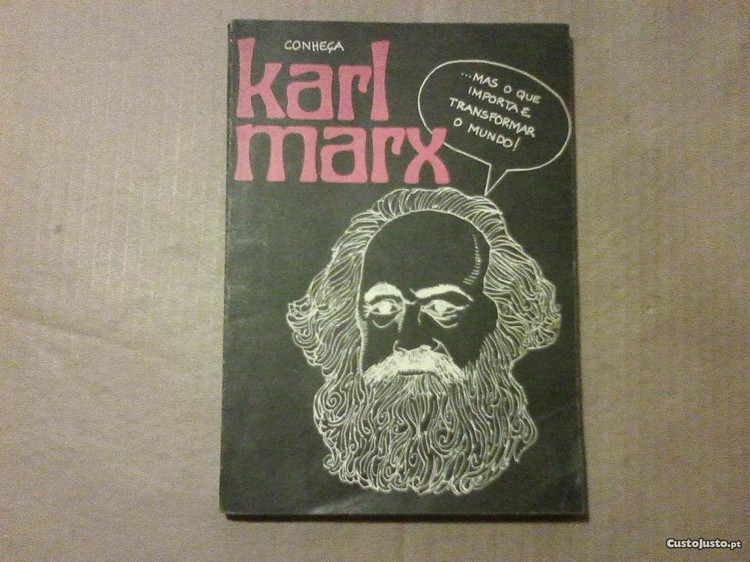 CONHEÇA
karl
marx
...MAS O QUE
IMPORTA É
TRANSFORMAR
O MUNDO!
CustoJusto.pt